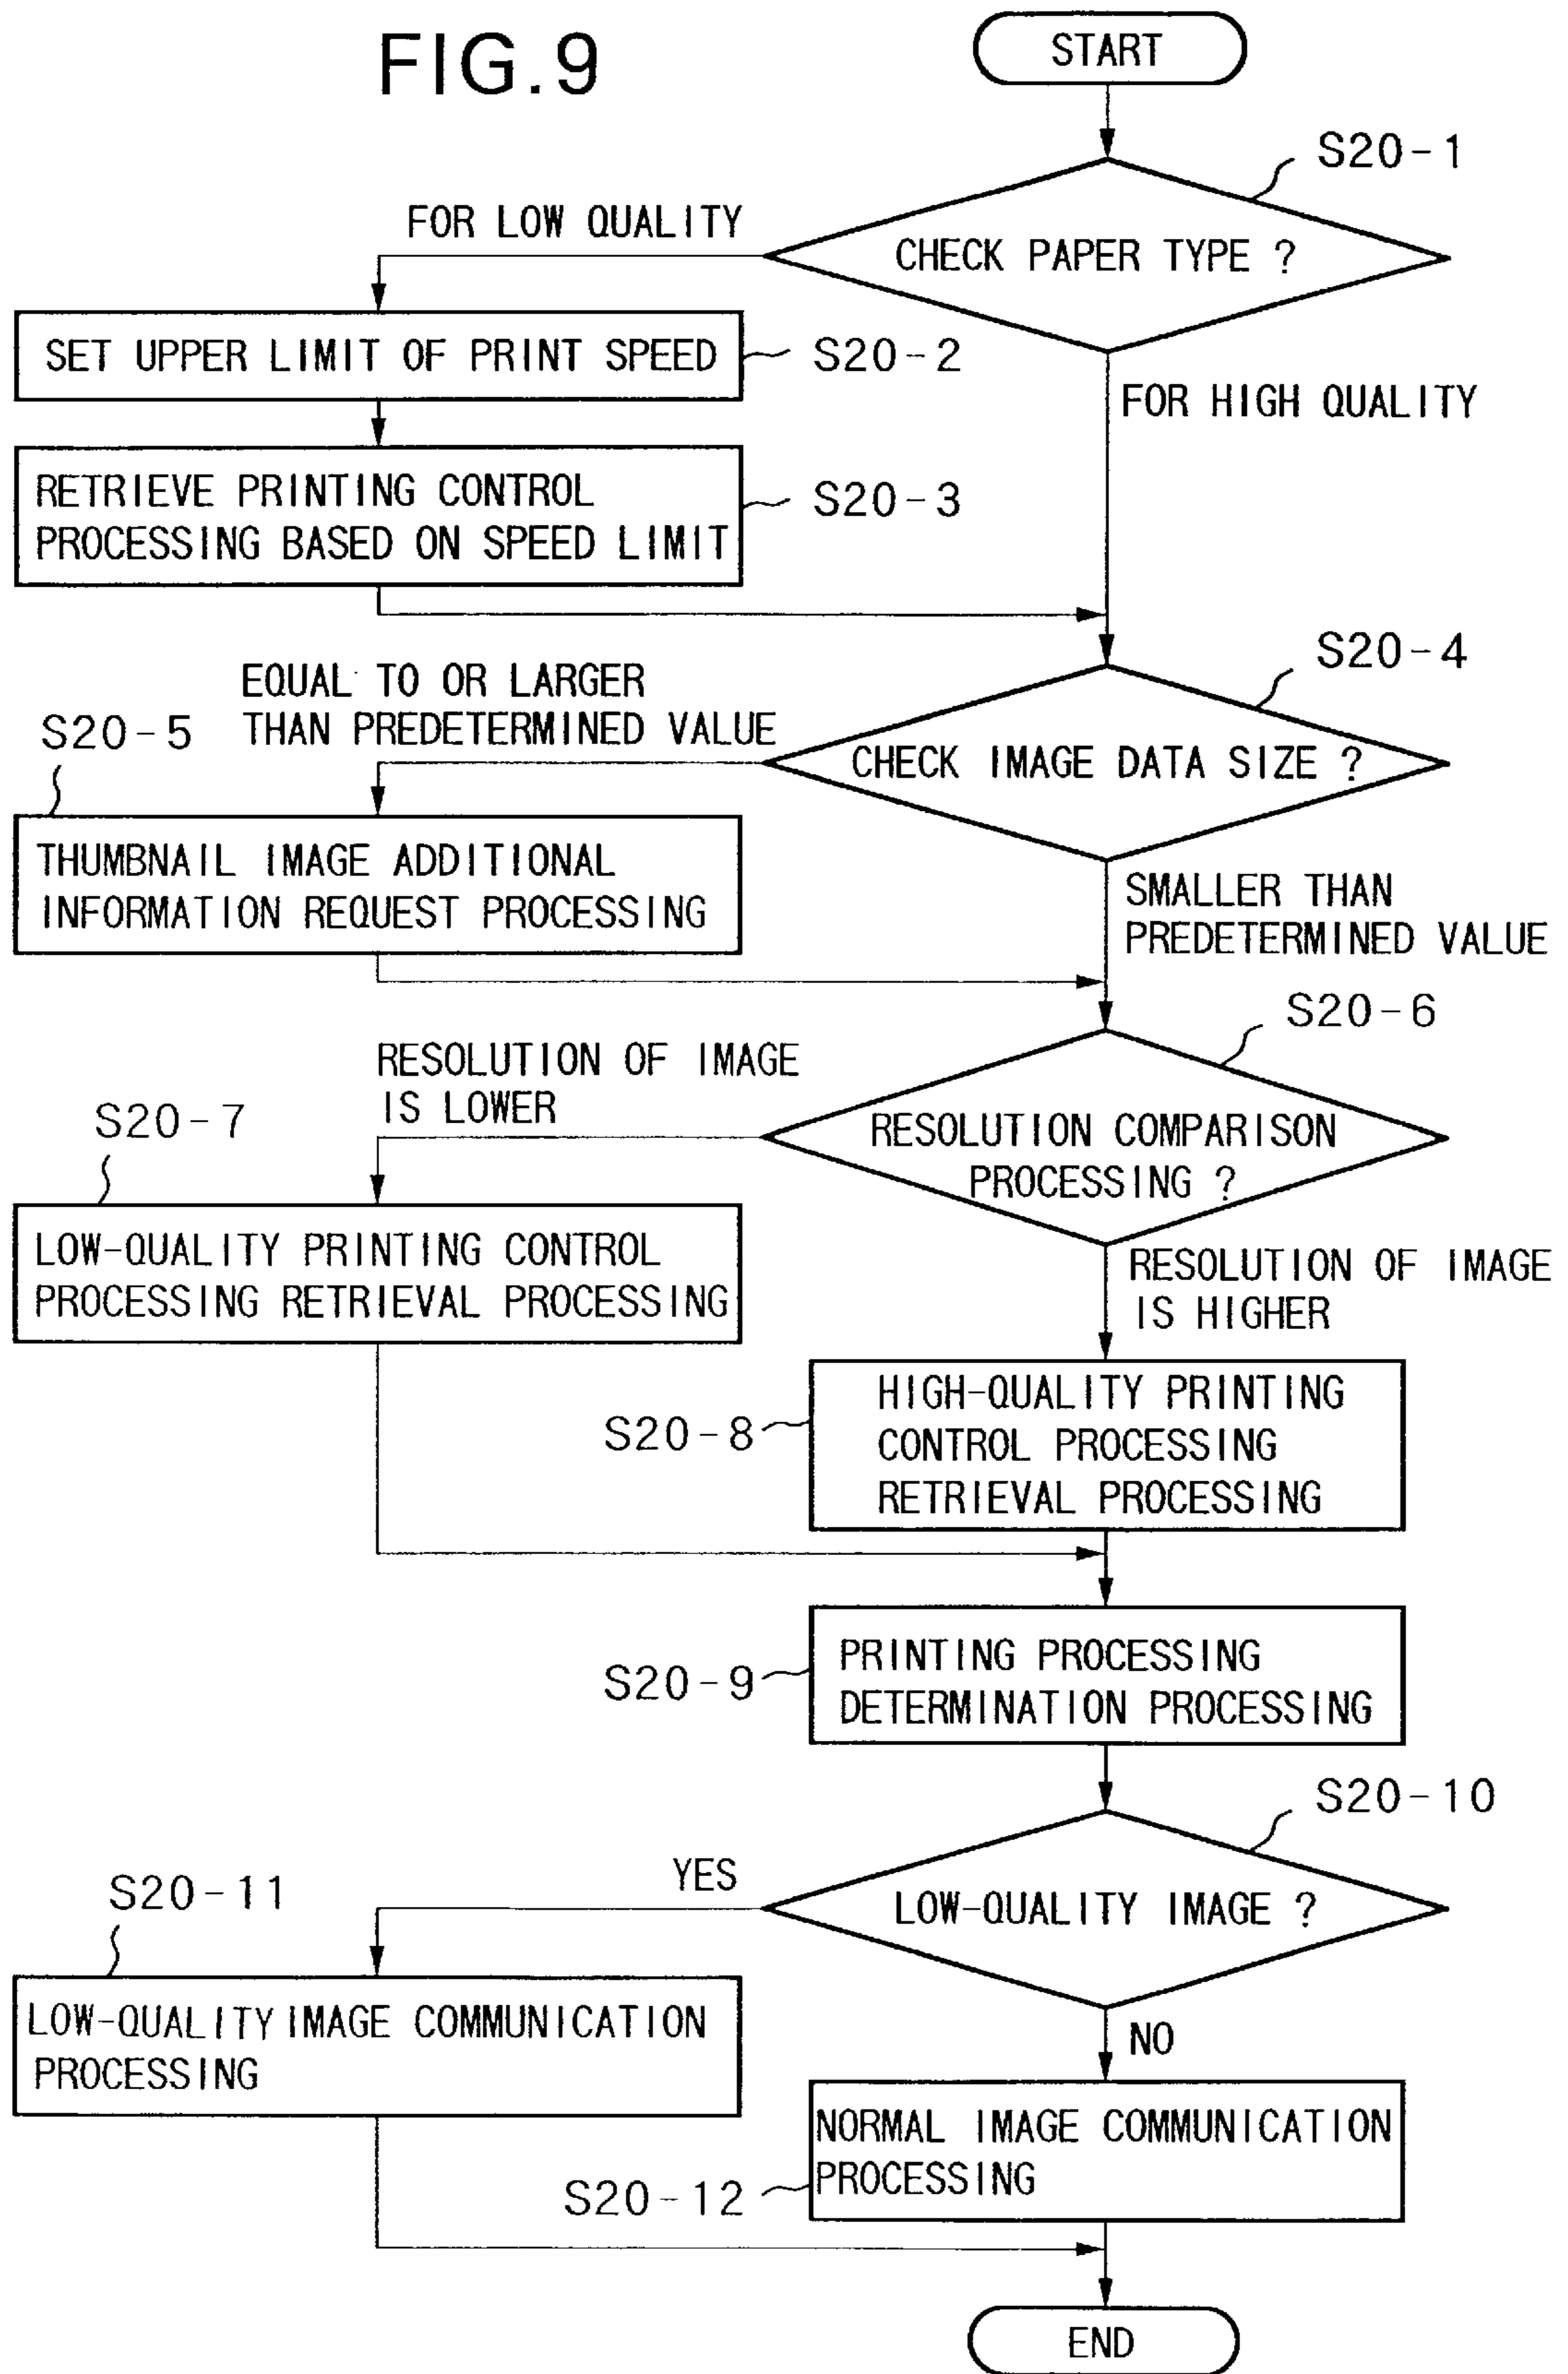 FIG.9
START
S20-1
FOR LOW QUALITY
CHECK PAPER TYPE ?
SET UPPER LIMIT OF PRINT SPEED
S20-2
FOR HIGH QUALITY
RETRIEVE PRINTING CONTROL
PROCESSING BASED ON SPEED LIMIT
S20-3
S20-4
EQUAL TO OR LARGER
THAN PREDETERMINED VALUE
S20-5
CHECK IMAGE DATA SIZE ?
THUMBNAIL IMAGE ADDITIONAL
INFORMATION REQUEST PROCESSING
SMALLER THAN
PREDETERMINED VALUE
S20-6
RESOLUTION OF IMAGE
IS LOWER
S20-7
RESOLUTION COMPARISON
PROCESSING ?
LOW-QUALITY PRINTING CONTROL
PROCESSING RETRIEVAL PROCESSING
RESOLUTION OF IMAGE
IS HIGHER
S20-8
HIGH-QUALITY PRINTING
CONTROL PROCESSING
RETRIEVAL PROCESSING
S20-9
PRINTING PROCESSING
DETERMINATION PROCESSING
S20-10
YES
S20-11
LOW-QUALITY IMAGE ?
LOW-QUALITY IMAGE COMMUNICATION
PROCESSING
NO
NORMAL IMAGE COMMUNICATION
PROCESSING
S20-12
END